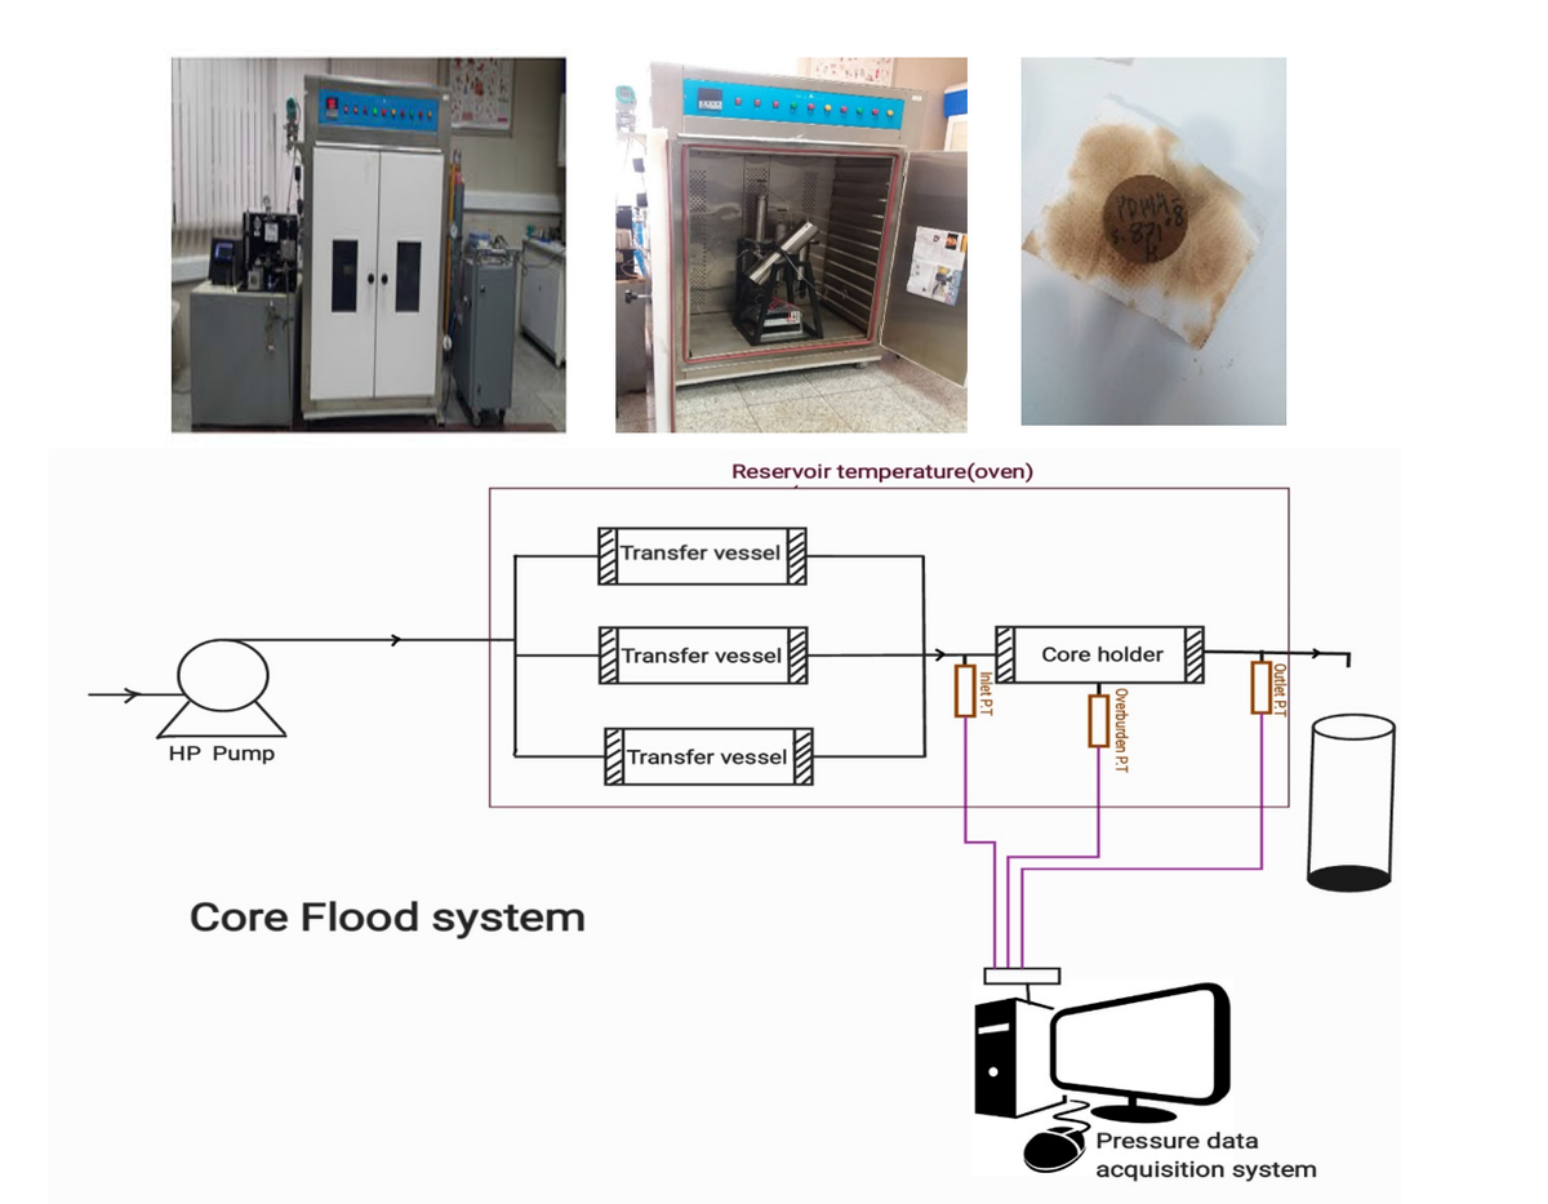 Reservoir temperature(oven)
Transfer vessel
Transfer vessel
Transfer vessel
Core holder
Inlet P.T
Overburden P.T
Outlet P.T
HP Pump
Core Flood system
Pressure data
acquisition system